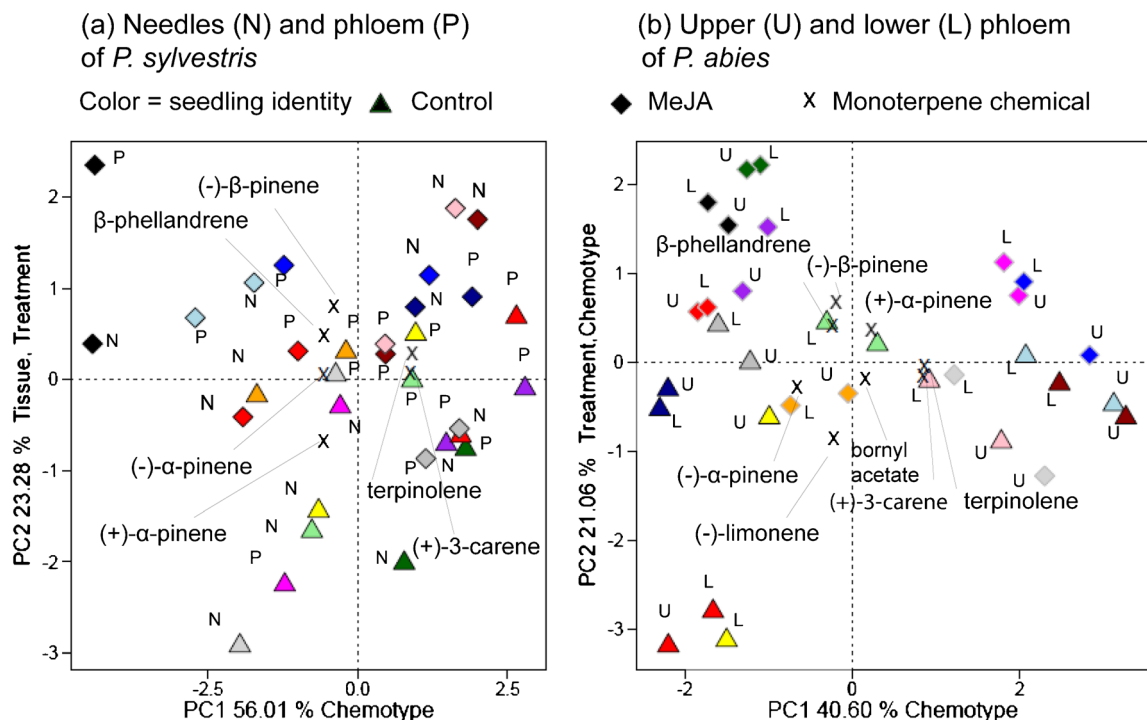 (a) Needles (N) and phloem (P)
of P. sylvestris
(b) Upper (U) and lower (L) phloem
of P. abies
Color = seedling identity
Control
MeJA
X Monoterpene chemical
P
N
N
N
(-)-β-pinene
β-phellandrene
N
P
P
P
N
N
P
P
P
P
N
P
N
P
P
P
N
N
P
P
N
(-)-α-pinene
terpinolene
N
(+)-α-pinene
N
P
N
(+)-3-carene
N
2
1
0
-1
-2
-3
-2.5
0.0
2.5
PC2 23.28 % Tissue, Treatment
PC1 56.01 % Chemotype
U
L
L
U
L
β-phellandrene
U
(-)-β-pinene
(+)-α-pinene
L
L
U
U
L
U
L
U
U
L
L
L
U
L
U
L
L
U
U
U
(-)-α-pinene
bornyl
acetate
(+)-3-carene
terpinolene
(-)-limonene
L
U
L
2
1
0
-1
-2
-3
-2
0
2
PC2 21.06 % Treatment,Chemotype
PC1 40.60 % Chemotype